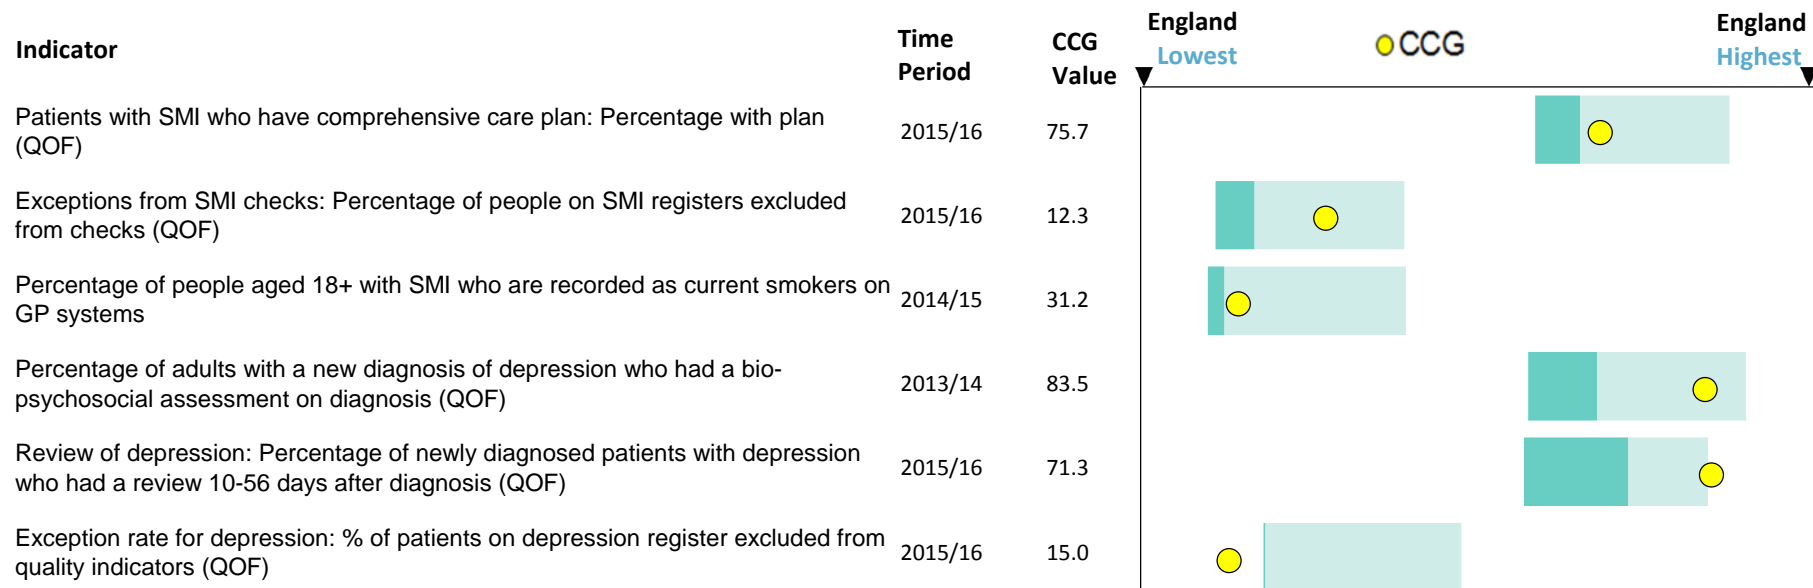 Indicator
Time
Period
CCG
Value
England
Lowest
CCG
England
Highest
Patients with SMI who have comprehensive care plan: Percentage with plan
(QOF)
2015/16
75.7
Exceptions from SMI checks: Percentage of people on SMI registers excluded
from checks (QOF)
2015/16
12.3
Percentage of people aged 18+ with SMI who are recorded as current smokers on
GP systems
2014/15
31.2
Percentage of adults with a new diagnosis of depression who had a bio-
psychosocial assessment on diagnosis (QOF)
2013/14
83.5
Review of depression: Percentage of newly diagnosed patients with depression
who had a review 10-56 days after diagnosis (QOF)
2015/16
71.3
Exception rate for depression: % of patients on depression register excluded from
quality indicators (QOF)
2015/16
15.0